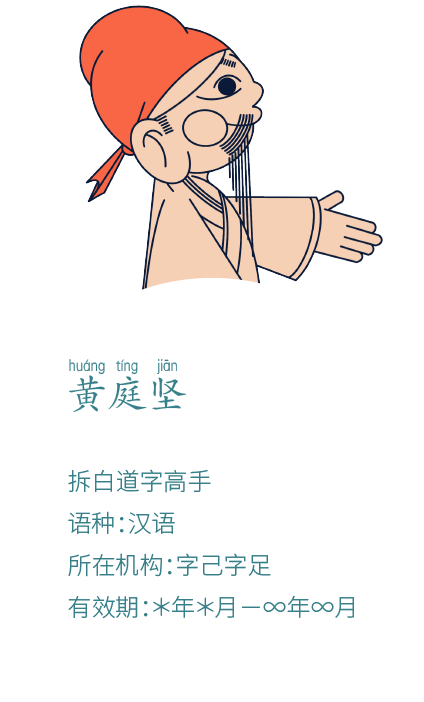 huáng tíng jiān
黄庭坚
拆白道字高手
语种:汉语
所在机构:字己字足
有效期:＊年＊月—∞年∞月